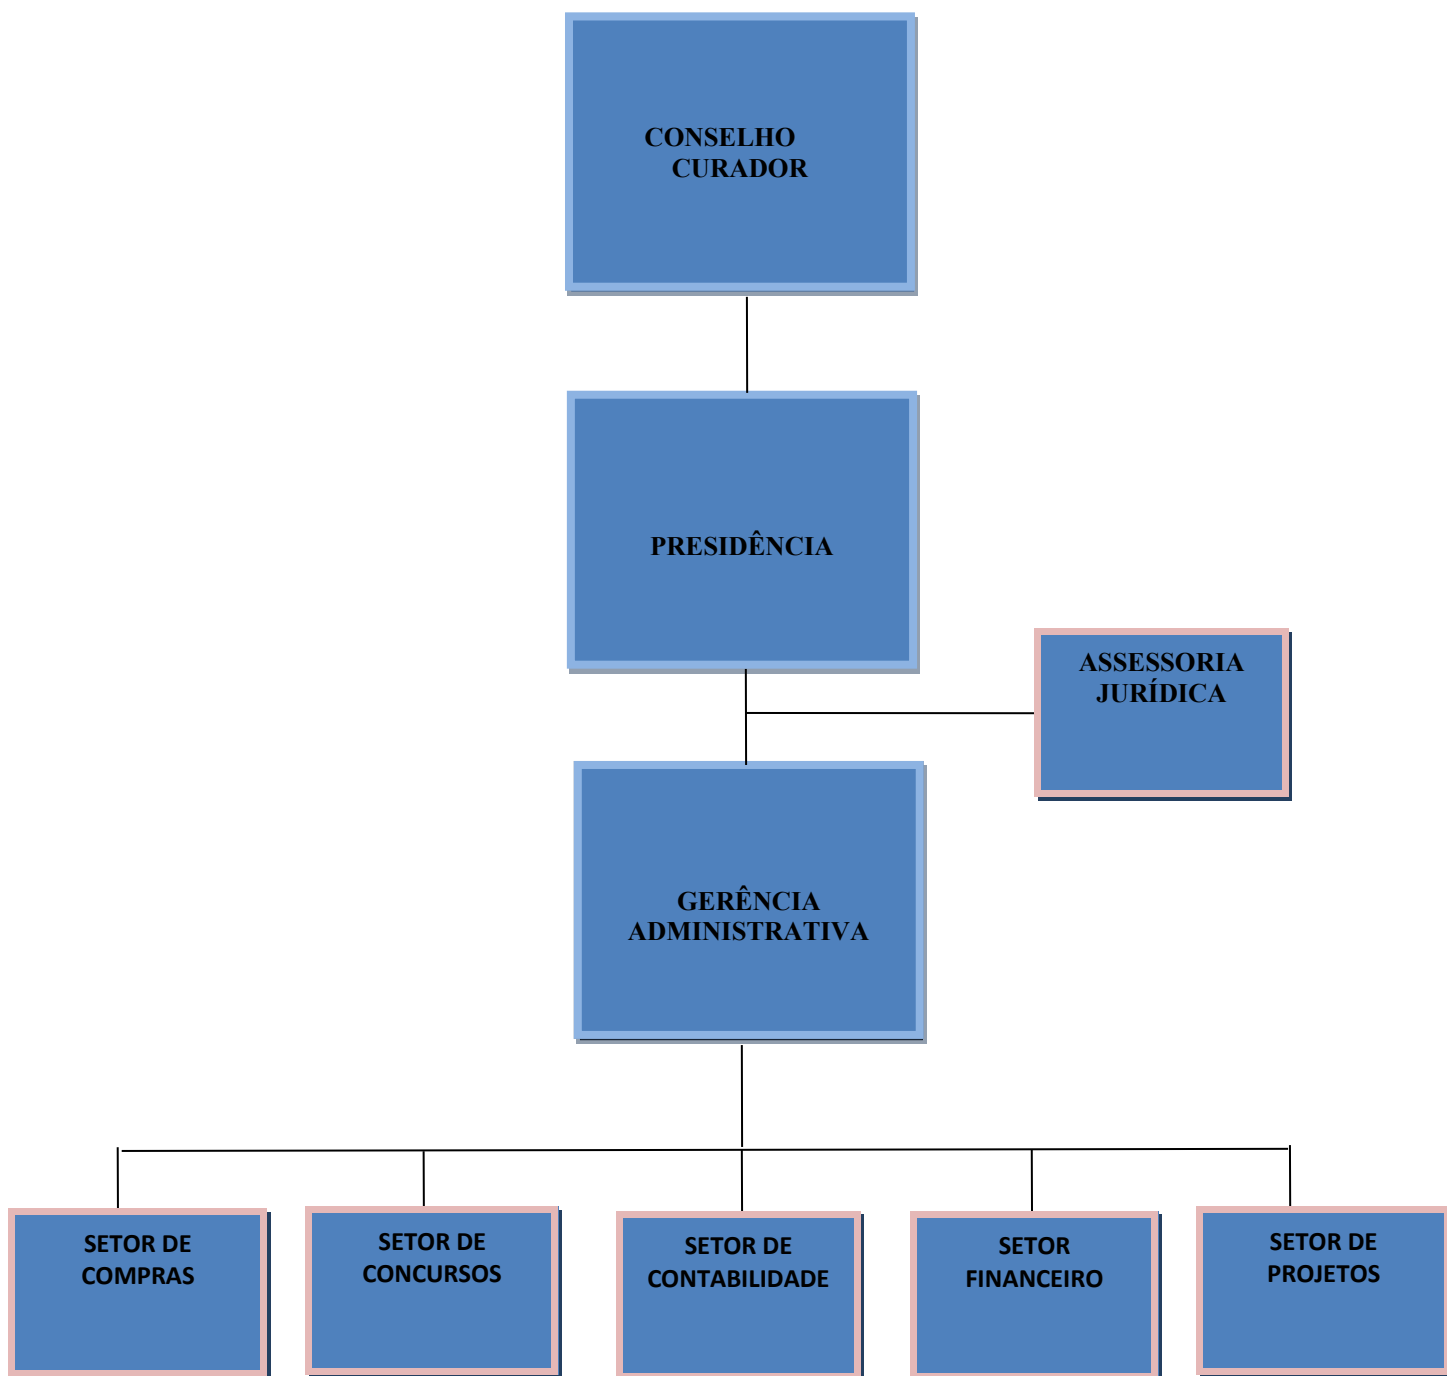 CONSELHO
CURADOR
PRESIDÊNCIA
ASSESSORIA
JURÍDICA
GERÊNCIA
ADMINISTRATIVA
SETOR DE
COMPRAS
SETOR DE
CONCURSOS
SETOR DE
CONTABILIDADE
SETOR
FINANCEIRO
SETOR DE
PROJETOS